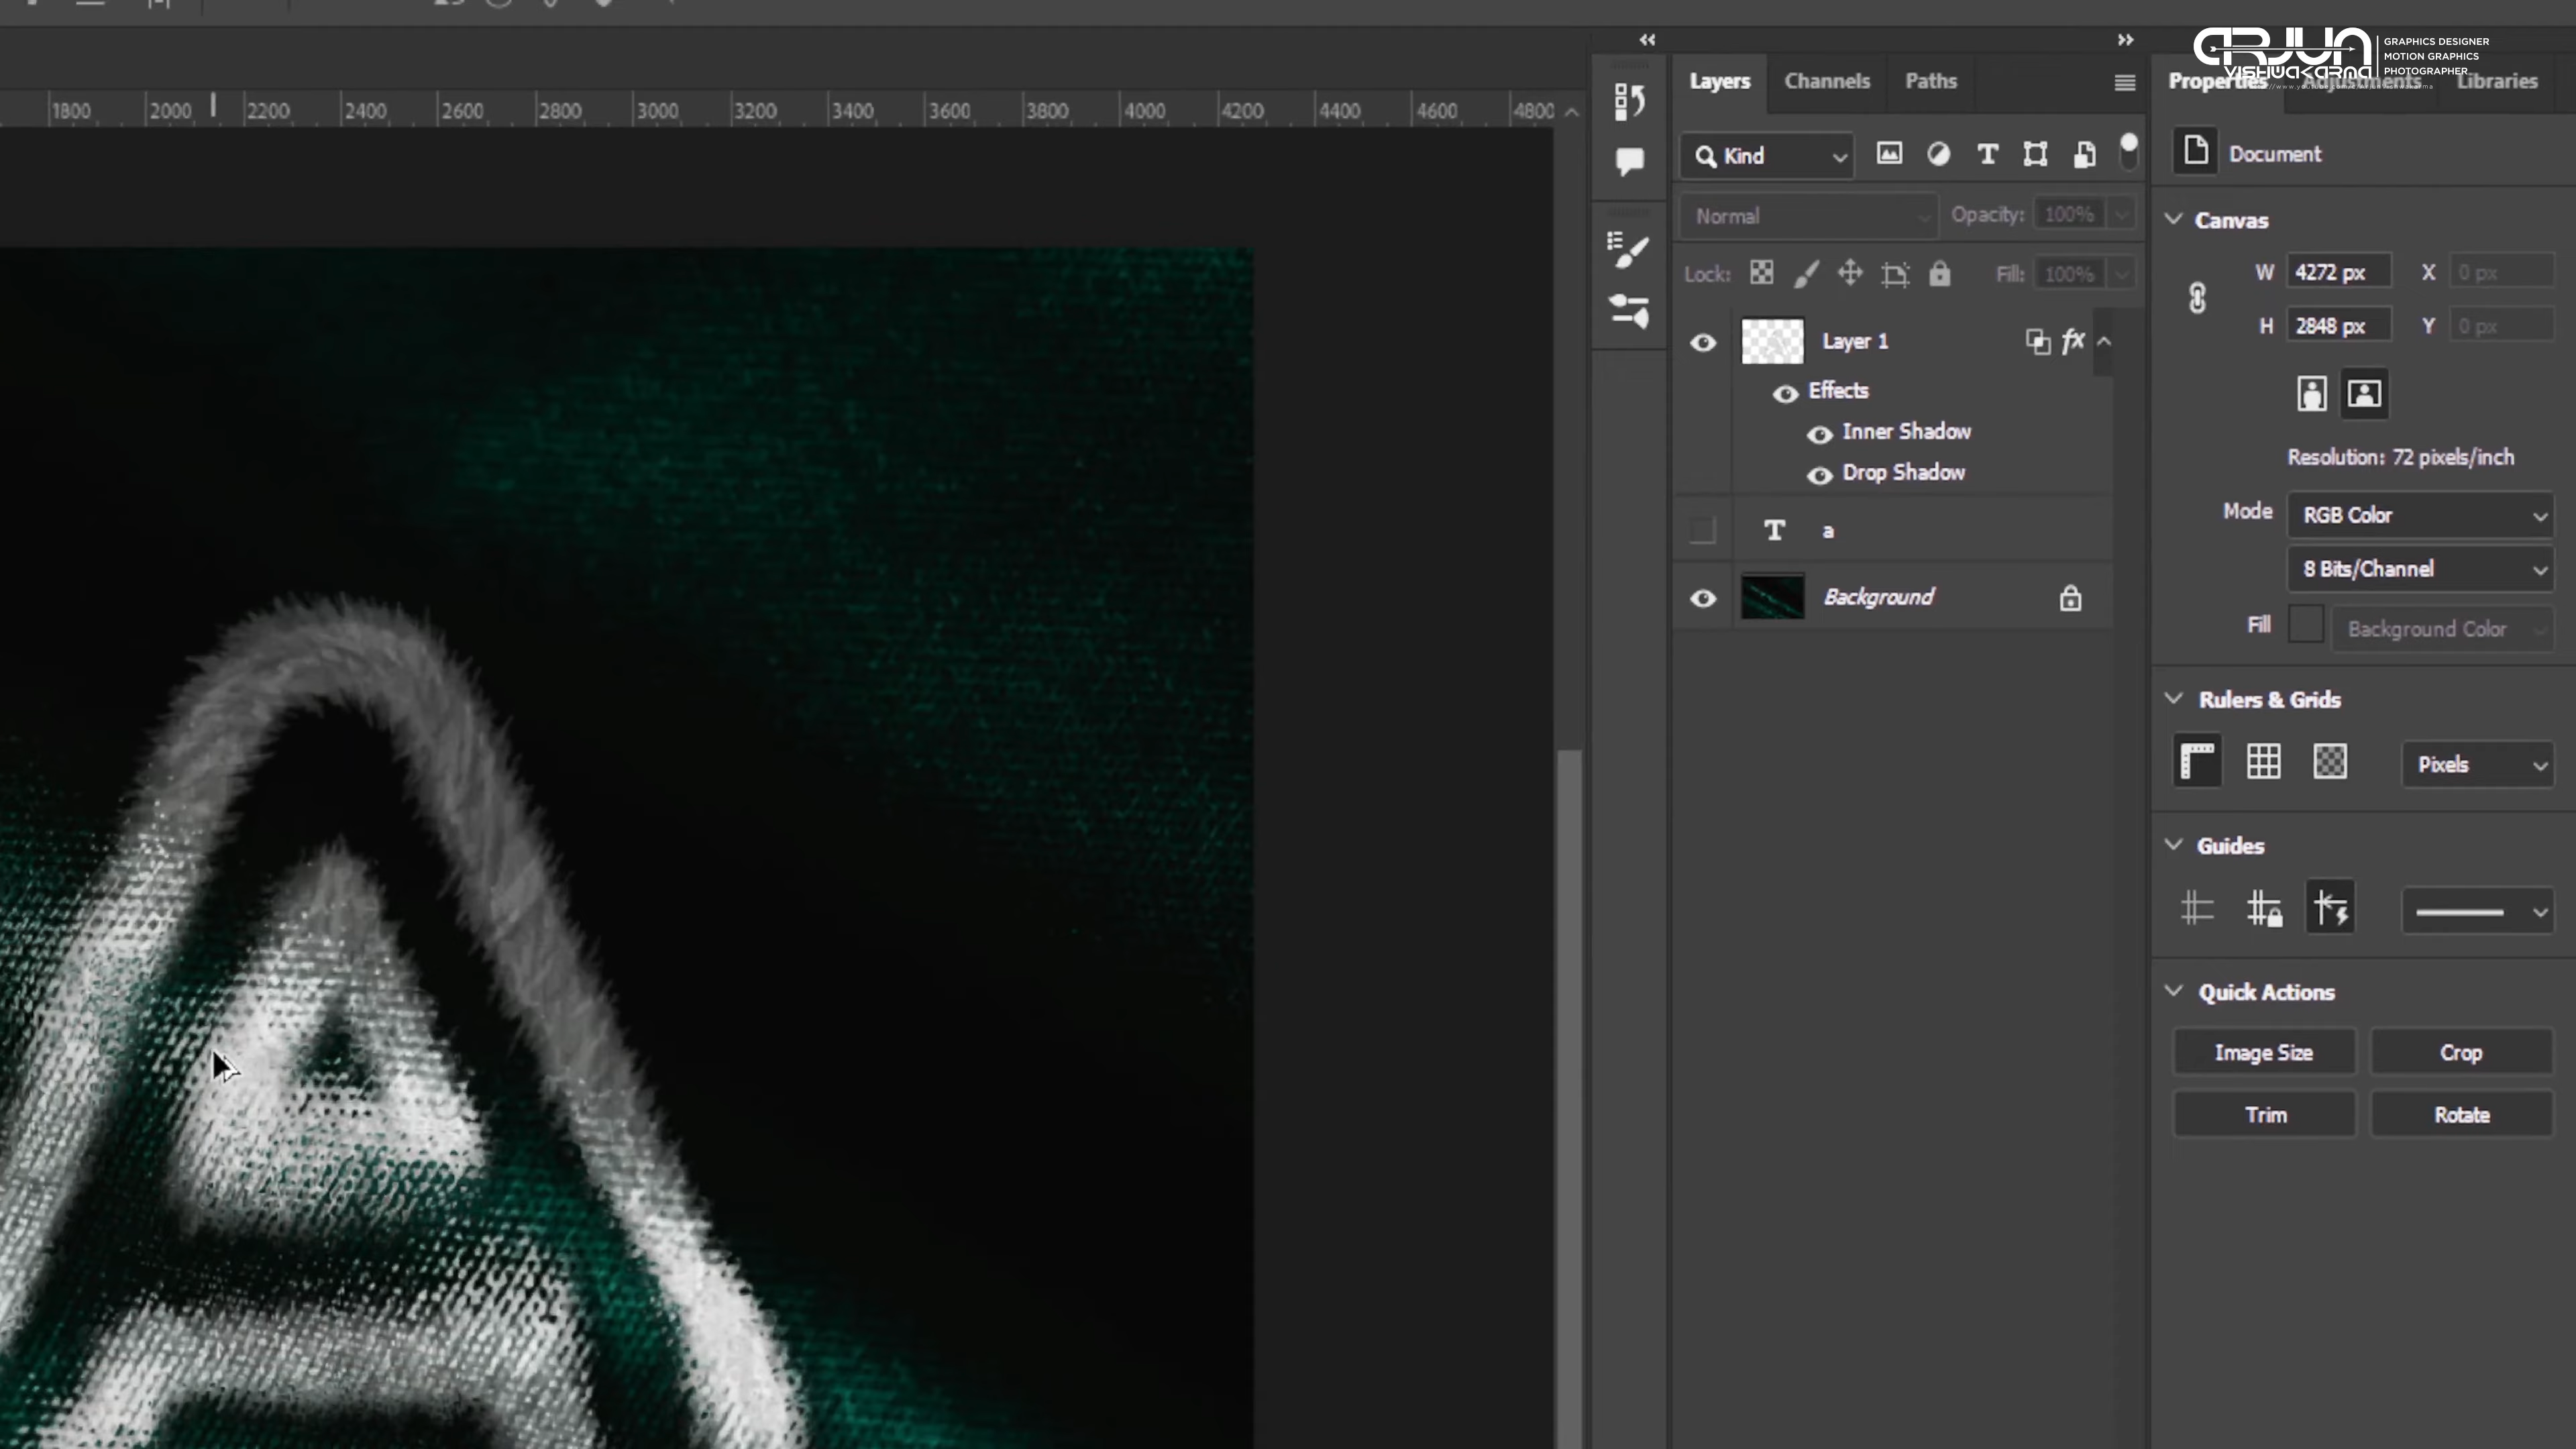 ARJUN
VISHWAKARMA
GRAPHICS DESIGNER
MOTION GRAPHICS
PHOTOGRAPHER
1800 2000 2200 2400 2600 2800 3000 3200 3400 3600 3800 4000 4200 4400 4600 4800
Layers Channels Paths
Kind
Normal Opacity: 100%
Lock: Fill: 100%
Layer 1 fx
Effects
Inner Shadow
Drop Shadow
T a
Background
Properties Adjustments Libraries
Document
Canvas
W 4272 px X 0 px
H 2848 px Y 0 px
Resolution: 72 pixels/inch
Mode RGB Color
8 Bits/Channel
Fill Background Color
Rulers & Grids
Pixels
Guides
Quick Actions
Image Size Crop
Trim Rotate
A